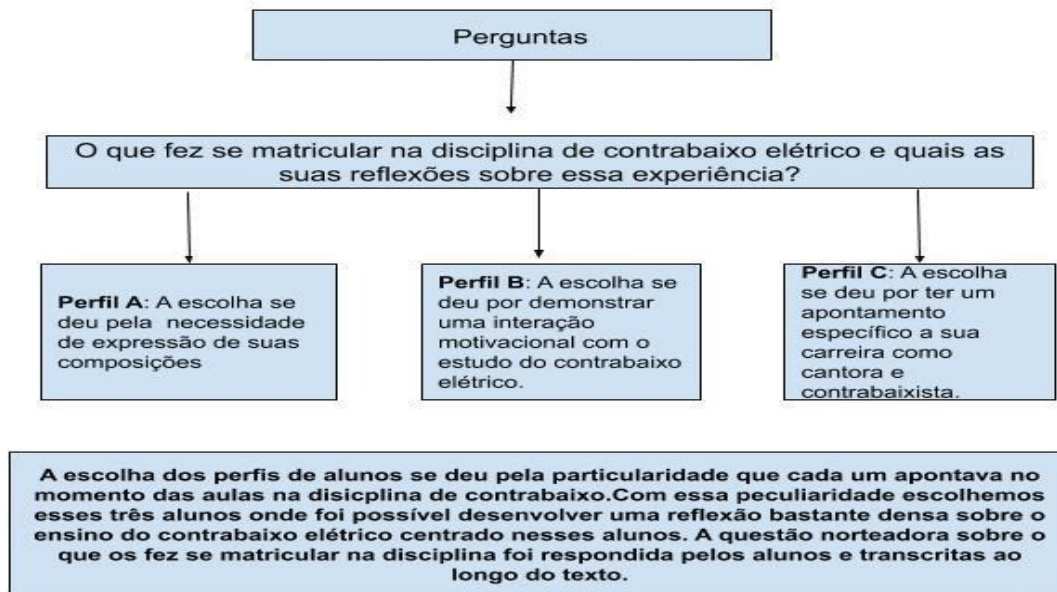 Perguntas
O que fez se matricular na disciplina de contrabaixo elétrico e quais as
suas reflexões sobre essa experiência?
Perfil A: A escolha se
deu pela necessidade
de expressão de suas
composições
Perfil B: A escolha se
deu por demonstrar
uma interação
motivacional com o
estudo do contrabaixo
elétrico.
Perfil C: A escolha
se deu por ter um
apontamento
específico a sua
carreira como
cantora e
contrabaixista.
A escolha dos perfis de alunos se deu pela particularidade que cada um apontava no
momento das aulas na disicplina de contrabaixo.Com essa peculiaridade escolhemos
esses três alunos onde foi possível desenvolver uma reflexão bastante densa sobre o
ensino do contrabaixo elétrico centrado nesses alunos. A questão norteadora sobre o
que os fez se matricular na disciplina foi respondida pelos alunos e transcritas ao
longo do texto.